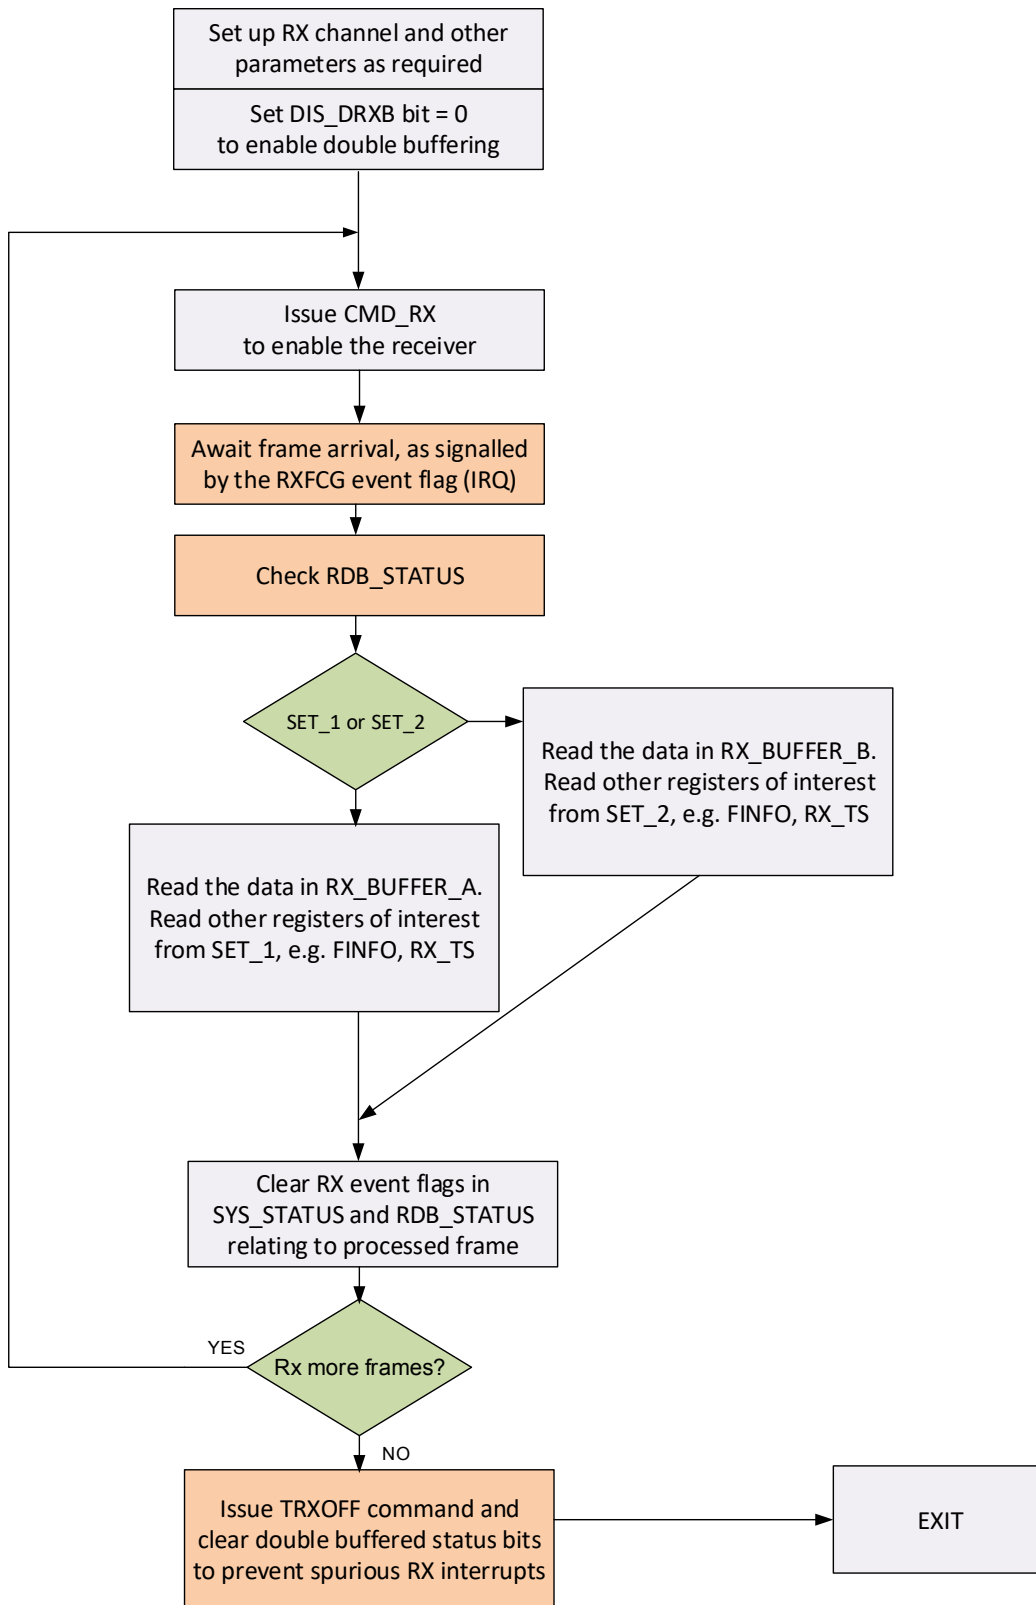 Set up RX channel and other
parameters as required
Set DIS_DRXB bit = 0
to enable double buffering
Issue CMD_RX
to enable the receiver
Await frame arrival, as signalled
by the RXFCG event flag (IRQ)
Check RDB_STATUS
SET_1 or SET_2
Read the data in RX_BUFFER_B.
Read other registers of interest
from SET_2, e.g. FINFO, RX_TS
Read the data in RX_BUFFER_A.
Read other registers of interest
from SET_1, e.g. FINFO, RX_TS
Clear RX event flags in
SYS_STATUS and RDB_STATUS
relating to processed frame
YES
Rx more frames?
NO
Issue TRXOFF command and
clear double buffered status bits
to prevent spurious RX interrupts
EXIT